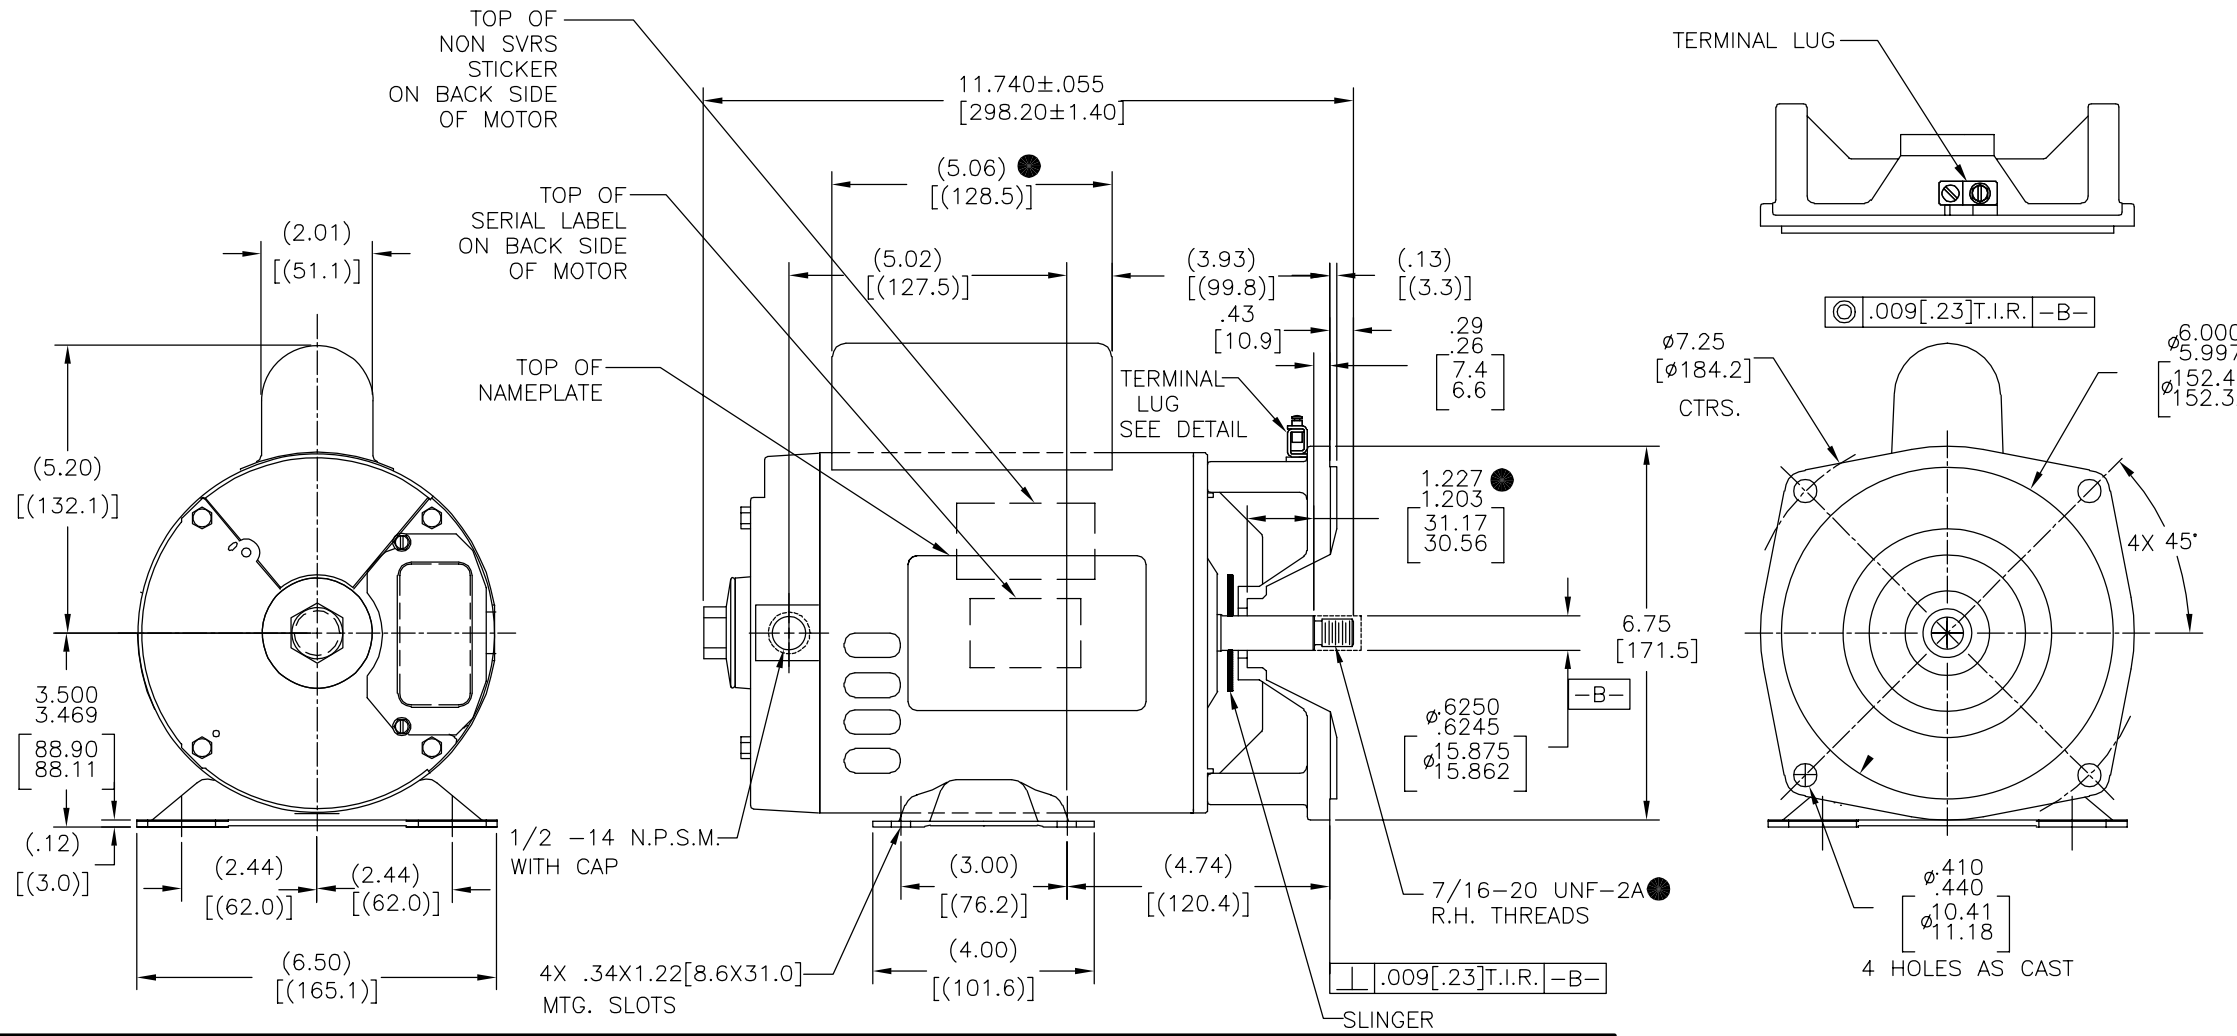 TOP OF
NON SVRS
STICKER
ON BACK SIDE
OF MOTOR
TOP OF
SERIAL LABEL
ON BACK SIDE
OF MOTOR
TOP OF
NAMEPLATE
11.740±.055
[298.20±1.40]
(5.06)
[(128.5)]
(5.02)
[(127.5)]
(3.93)
[(99.8)]
(.13)
[(3.3)]
.43
[10.9]
.29
.26
[7.4
6.6]
TERMINAL
LUG
SEE DETAIL
1.227
1.203
[31.17
30.56]
6.75
[171.5]
-B-
ø.6250
.6245
[ø15.875
15.862]
(2.01)
[(51.1)]
(5.20)
[(132.1)]
3.500
3.469
[88.90
88.11]
(.12)
[(3.0)]
(2.44)
[(62.0)]
(2.44)
[(62.0)]
(6.50)
[(165.1)]
1/2 -14 N.P.S.M.
WITH CAP
4X .34X1.22[8.6X31.0]
MTG. SLOTS
(3.00)
[(76.2)]
(4.00)
[(101.6)]
(4.74)
[(120.4)]
7/16-20 UNF-2A
R.H. THREADS
⊥ .009[.23]T.I.R. -B-
SLINGER
TERMINAL LUG
◎ .009[.23]T.I.R. -B-
ø7.25
[ø184.2]
CTRS.
ø6.000
5.997
[ø152.4
152.3
4X 45°
ø.410
.440
[ø10.41
11.18]
4 HOLES AS CAST